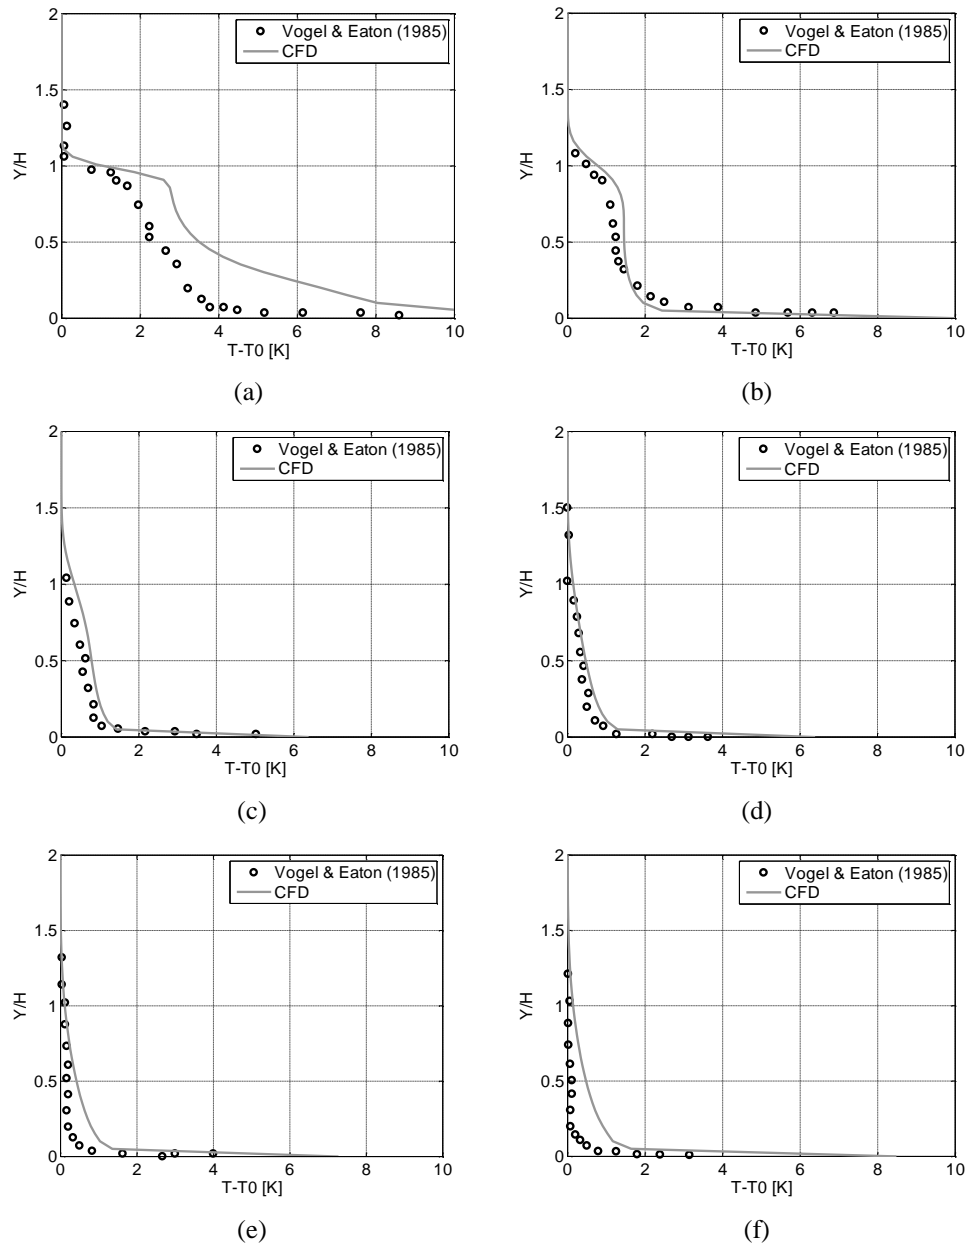 2
1.5
1
0.5
0
Y/H
0 2 4 6 8 10
T-T0 [K]
Vogel & Eaton (1985)
CFD
(a)
2
1.5
1
0.5
0
Y/H
0 2 4 6 8 10
T-T0 [K]
Vogel & Eaton (1985)
CFD
(b)
2
1.5
1
0.5
0
Y/H
0 2 4 6 8 10
T-T0 [K]
Vogel & Eaton (1985)
CFD
(c)
2
1.5
1
0.5
0
Y/H
0 2 4 6 8 10
T-T0 [K]
Vogel & Eaton (1985)
CFD
(d)
2
1.5
1
0.5
0
Y/H
0 2 4 6 8 10
T-T0 [K]
Vogel & Eaton (1985)
CFD
(e)
2
1.5
1
0.5
0
Y/H
0 2 4 6 8 10
T-T0 [K]
Vogel & Eaton (1985)
CFD
(f)